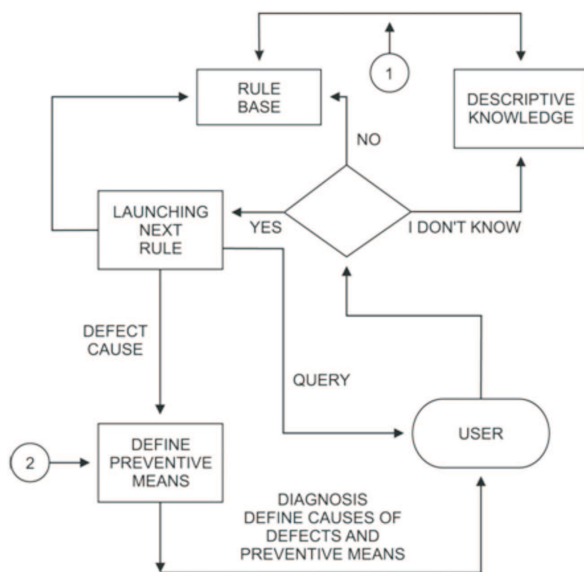 1
RULE
BASE
DESCRIPTIVE
KNOWLEDGE
NO
LAUNCHING
NEXT
RULE
YES
I DON'T KNOW
DEFECT
CAUSE
QUERY
USER
2
DEFINE
PREVENTIVE
MEANS
DIAGNOSIS
DEFINE CAUSES OF
DEFECTS AND
PREVENTIVE MEANS